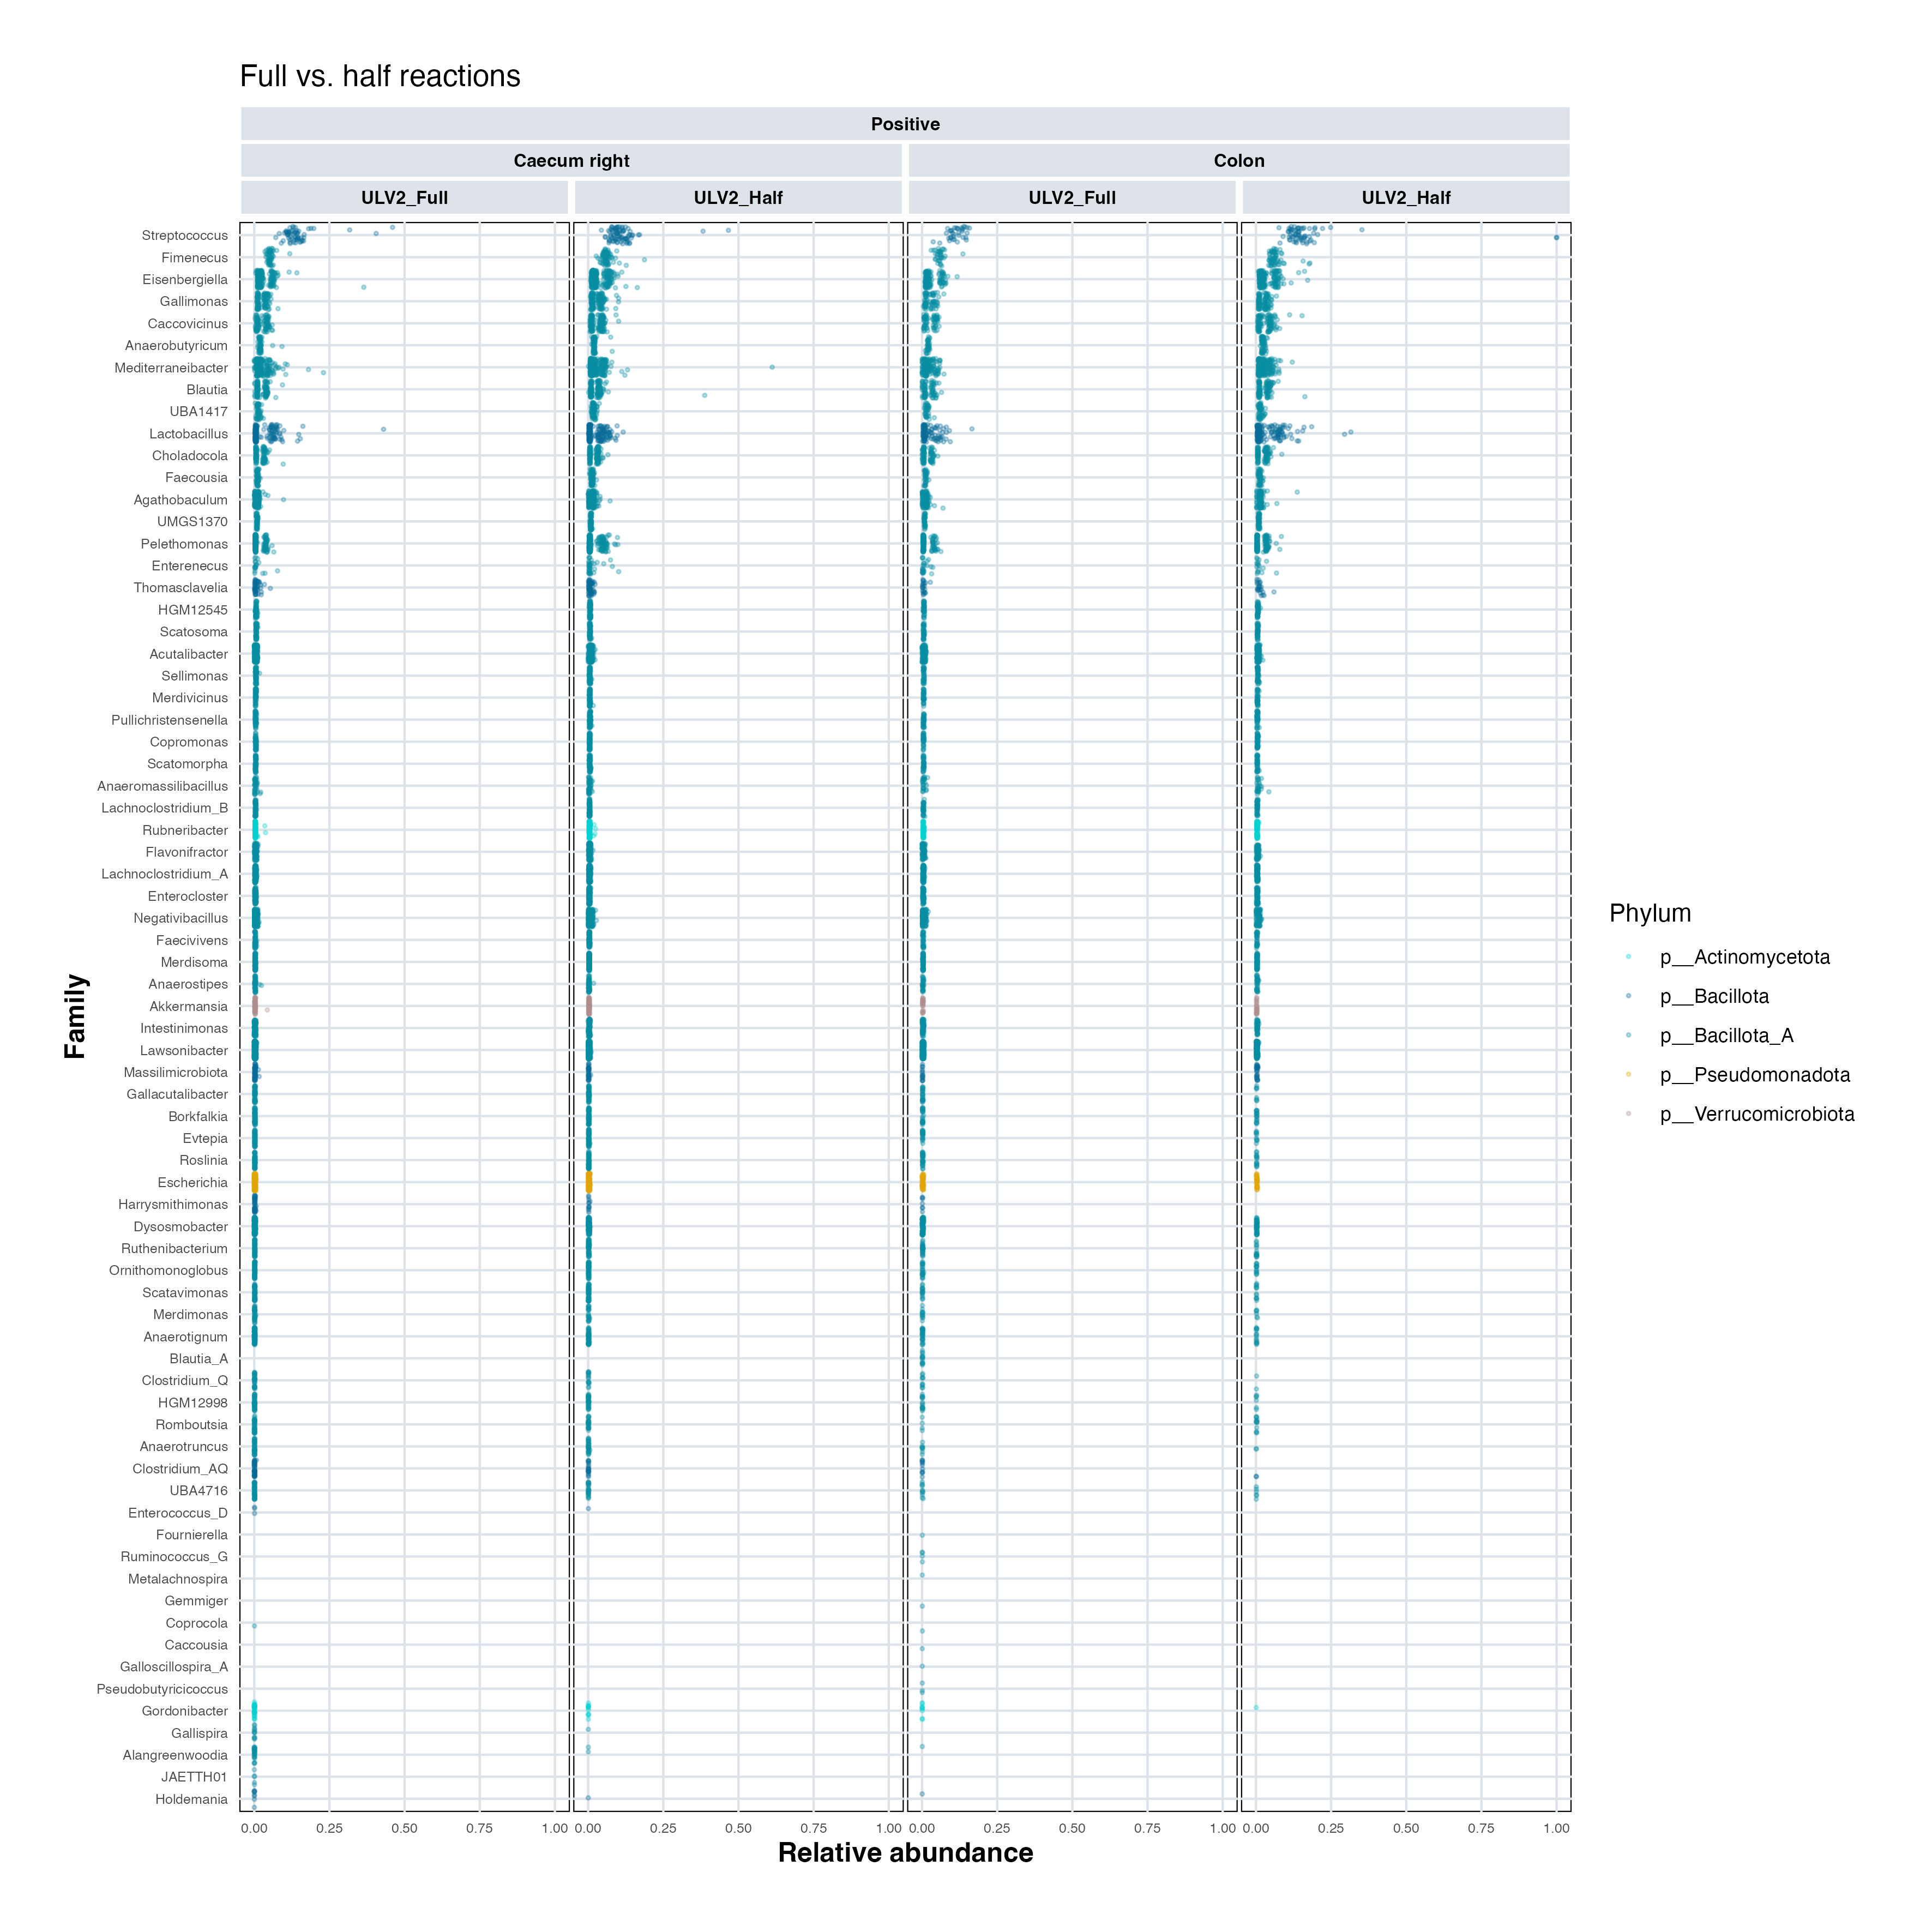 Full vs. half reactions
Positive
Caecum right
Colon
ULV2_Full
ULV2_Half
ULV2_Full
ULV2_Half
Streptococcus
Fimenecus
Eisenbergiella
Gallimonas
Caccovicinus
Anaerobutyricum
Mediterraneibacter
Blautia
UBA1417
Lactobacillus
Choladocola
Faecousia
Agathobaculum
UMGS1370
Pelethomonas
Enterenecus
Thomasclavelia
HGM12545
Scatosoma
Acutalibacter
Sellimonas
Merdivicinus
Pullichristensenella
Copromonas
Scatomorpha
Anaeromassilibacillus
Lachnoclostridium_B
Rubneribacter
Flavonifractor
Lachnoclostridium_A
Enterocloster
Negativibacillus
Faecivivens
Merdisoma
Anaerostipes
Akkermansia
Intestinimonas
Lawsonibacter
Massilimicrobiota
Gallacutalibacter
Borkfalkia
Evtepia
Roslinia
Escherichia
Harrysmithimonas
Dysosmobacter
Ruthenibacterium
Ornithomonoglobus
Scatavimonas
Merdimonas
Anaerotignum
Blautia_A
Clostridium_Q
HGM12998
Romboutsia
Anaerotruncus
Clostridium_AQ
UBA4716
Enterococcus_D
Fournierella
Ruminococcus_G
Metalachnospira
Gemmiger
Coprocola
Caccousia
Galloscillospira_A
Pseudobutyricicoccus
Gordonibacter
Gallispira
Alangreenwoodia
JAETTH01
Holdemania
Family
0.00 0.25 0.50 0.75 1.00 0.00 0.25 0.50 0.75 1.00 0.00 0.25 0.50 0.75 1.00 0.00 0.25 0.50 0.75 1.00
Relative abundance
Phylum
p__Actinomycetota
p__Bacillota
p__Bacillota_A
p__Pseudomonadota
p__Verrucomicrobiota